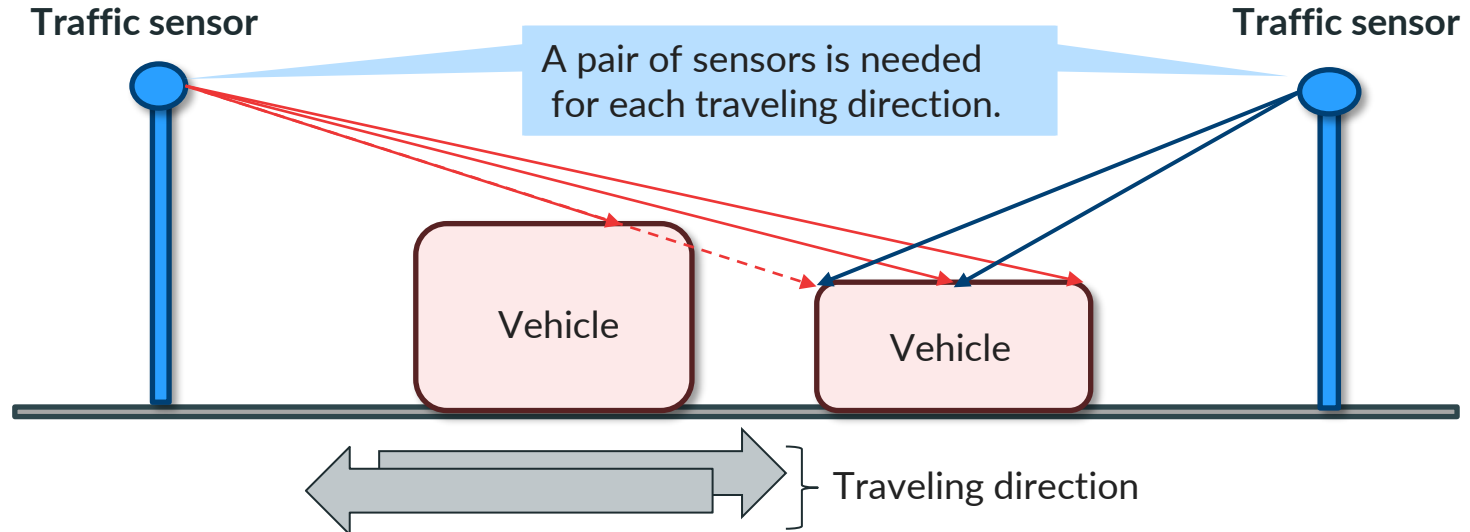 Traffic sensor
Traffic sensor
A pair of sensors is needed
for each traveling direction.
Vehicle
Vehicle
Traveling direction